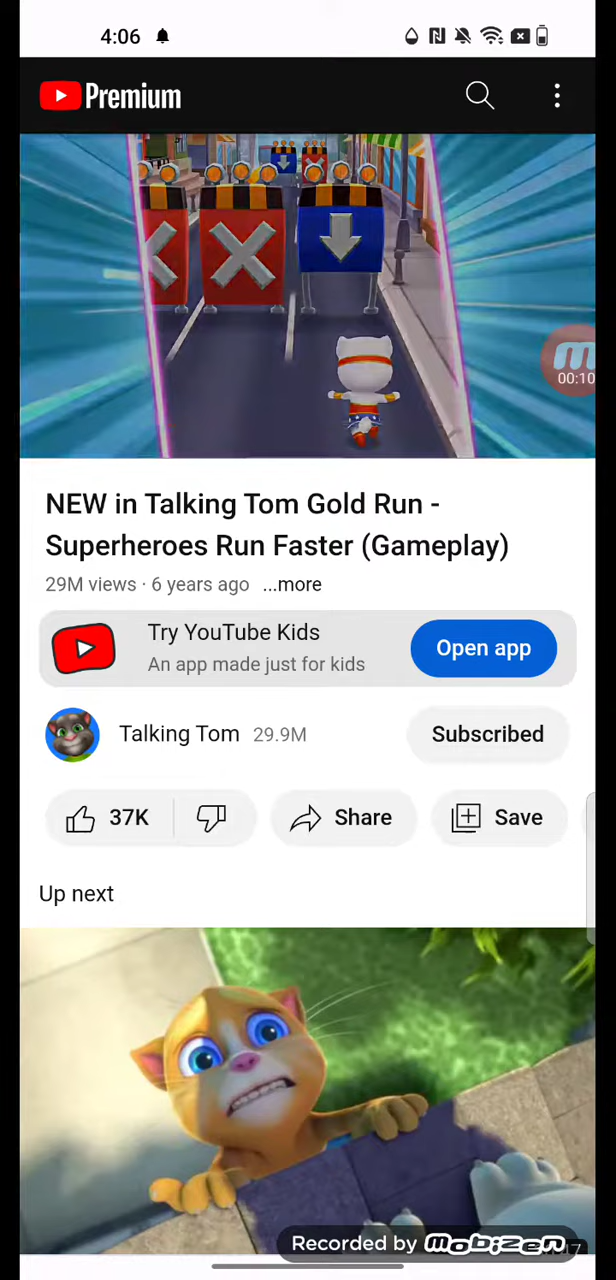 4:06
Premium
00:10
NEW in Talking Tom Gold Run -
Superheroes Run Faster (Gameplay)
29M views · 6 years ago ...more
Try YouTube Kids
An app made just for kids
Open app
Talking Tom 29.9M
Subscribed
37K
Share
Save
Up next
Recorded by mobizen